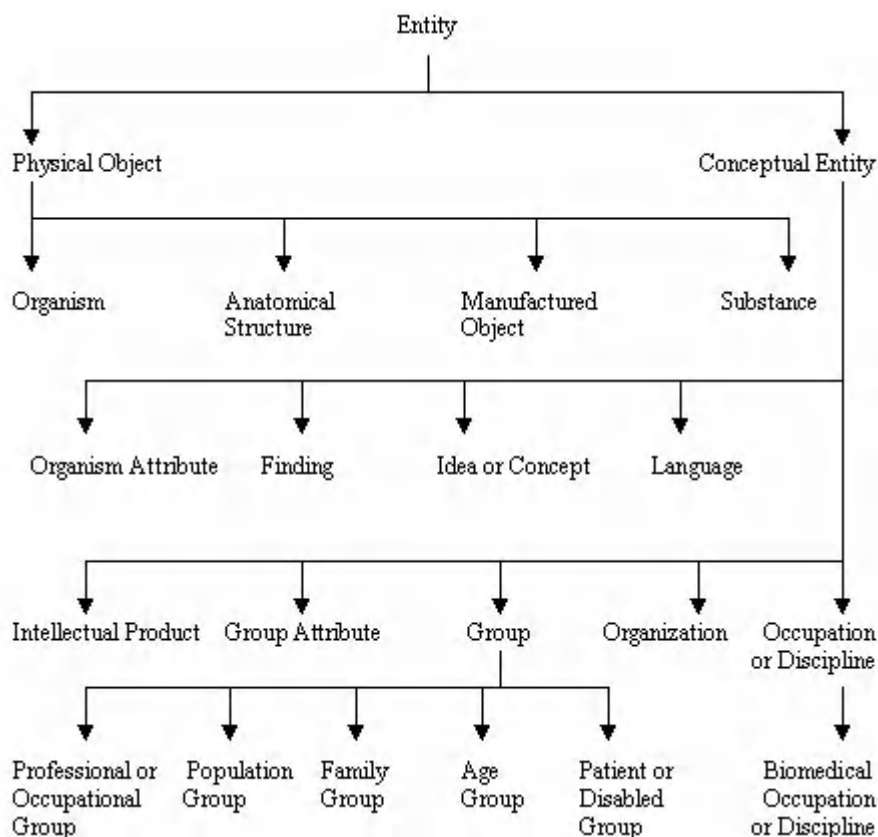 Entity
Physical Object
Conceptual Entity
Organism
Anatomical
Structure
Manufactured
Object
Substance
Organism Attribute
Finding
Idea or Concept
Language
Intellectual Product
Group Attribute
Group
Organization
Occupation
or Discipline
Professional or
Occupational
Group
Population
Group
Family
Group
Age
Group
Patient or
Disabled
Group
Biomedical
Occupation
or Discipline